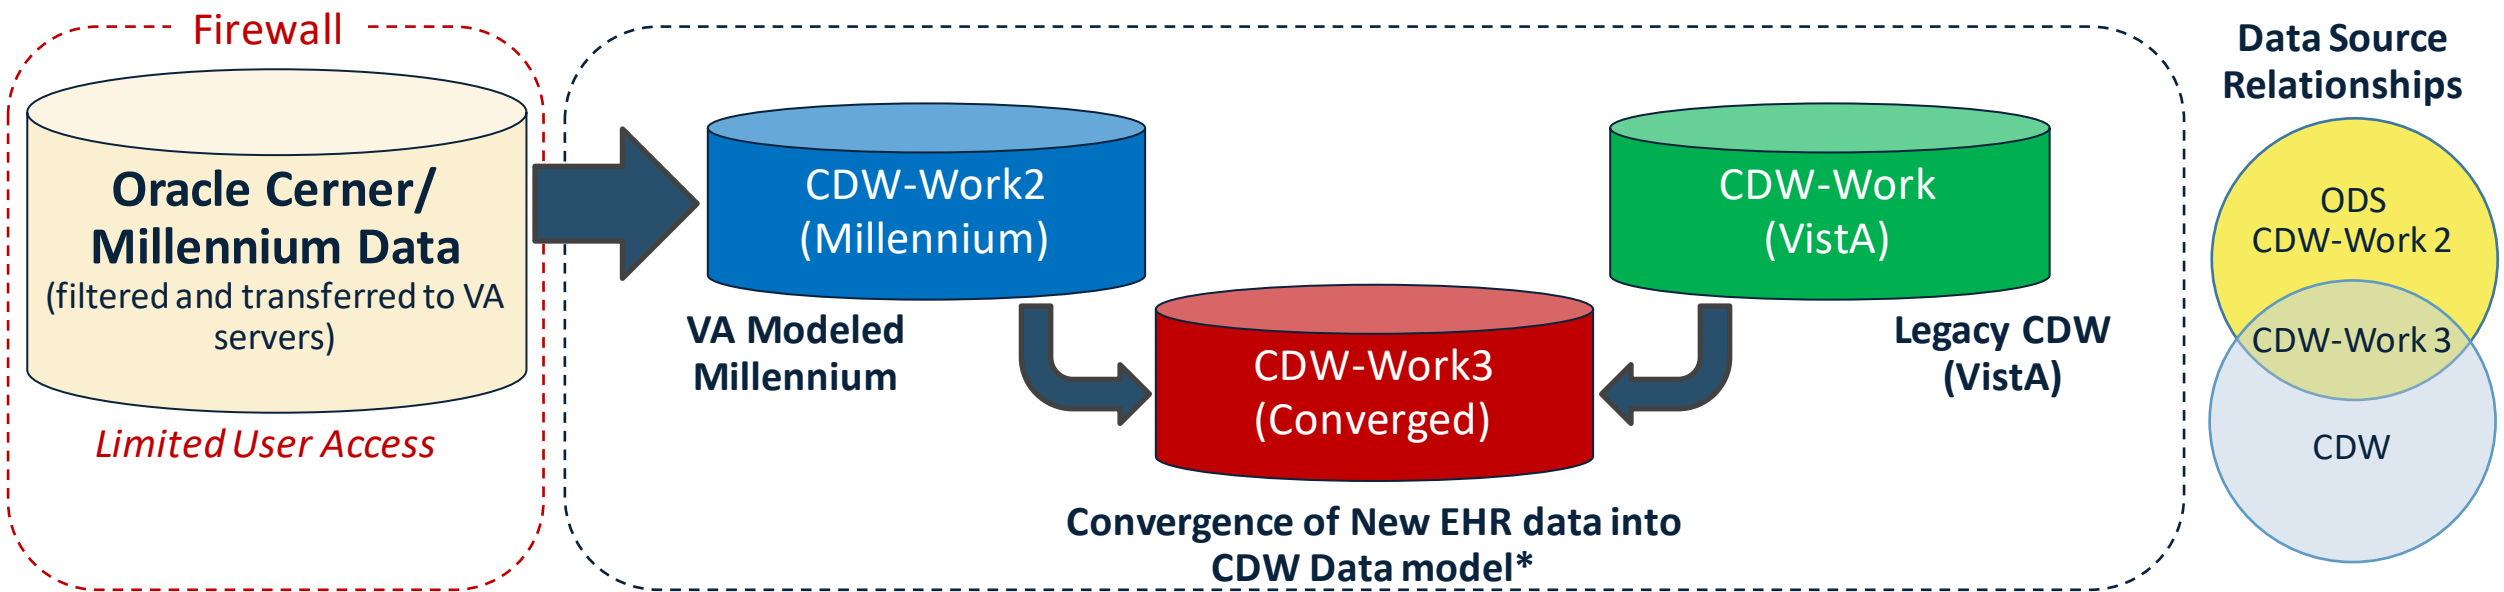 Firewall
Oracle Cerner/
Millennium Data
(filtered and transferred to VA
servers)
Limited User Access
CDW-Work2
(Millennium)
VA Modeled
Millennium
CDW-Work
(VistA)
Legacy CDW
(VistA)
CDW-Work3
(Converged)
Convergence of New EHR data into
CDW Data model*
Data Source
Relationships
ODS
CDW-Work 2
CDW-Work 3
CDW